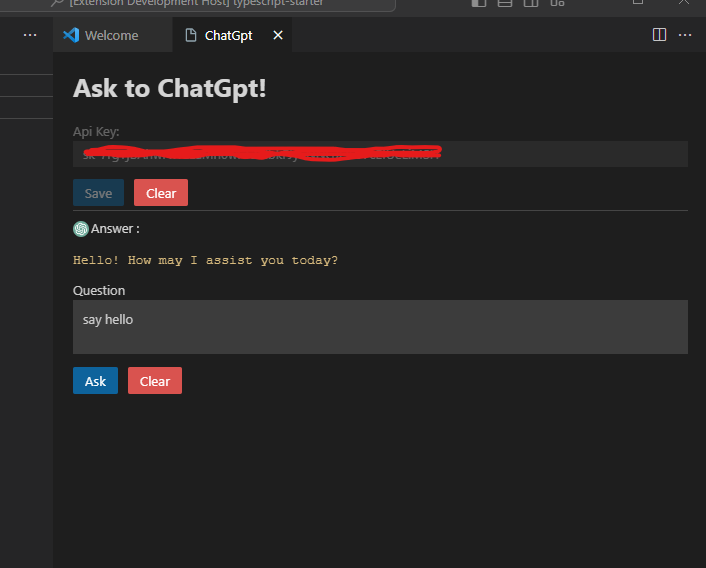 [Extension Development Host] typescript-starter
Welcome
ChatGpt
Ask to ChatGpt!
Api Key:
Save
Clear
Answer :
Hello! How may I assist you today?
Question
say hello
Ask
Clear